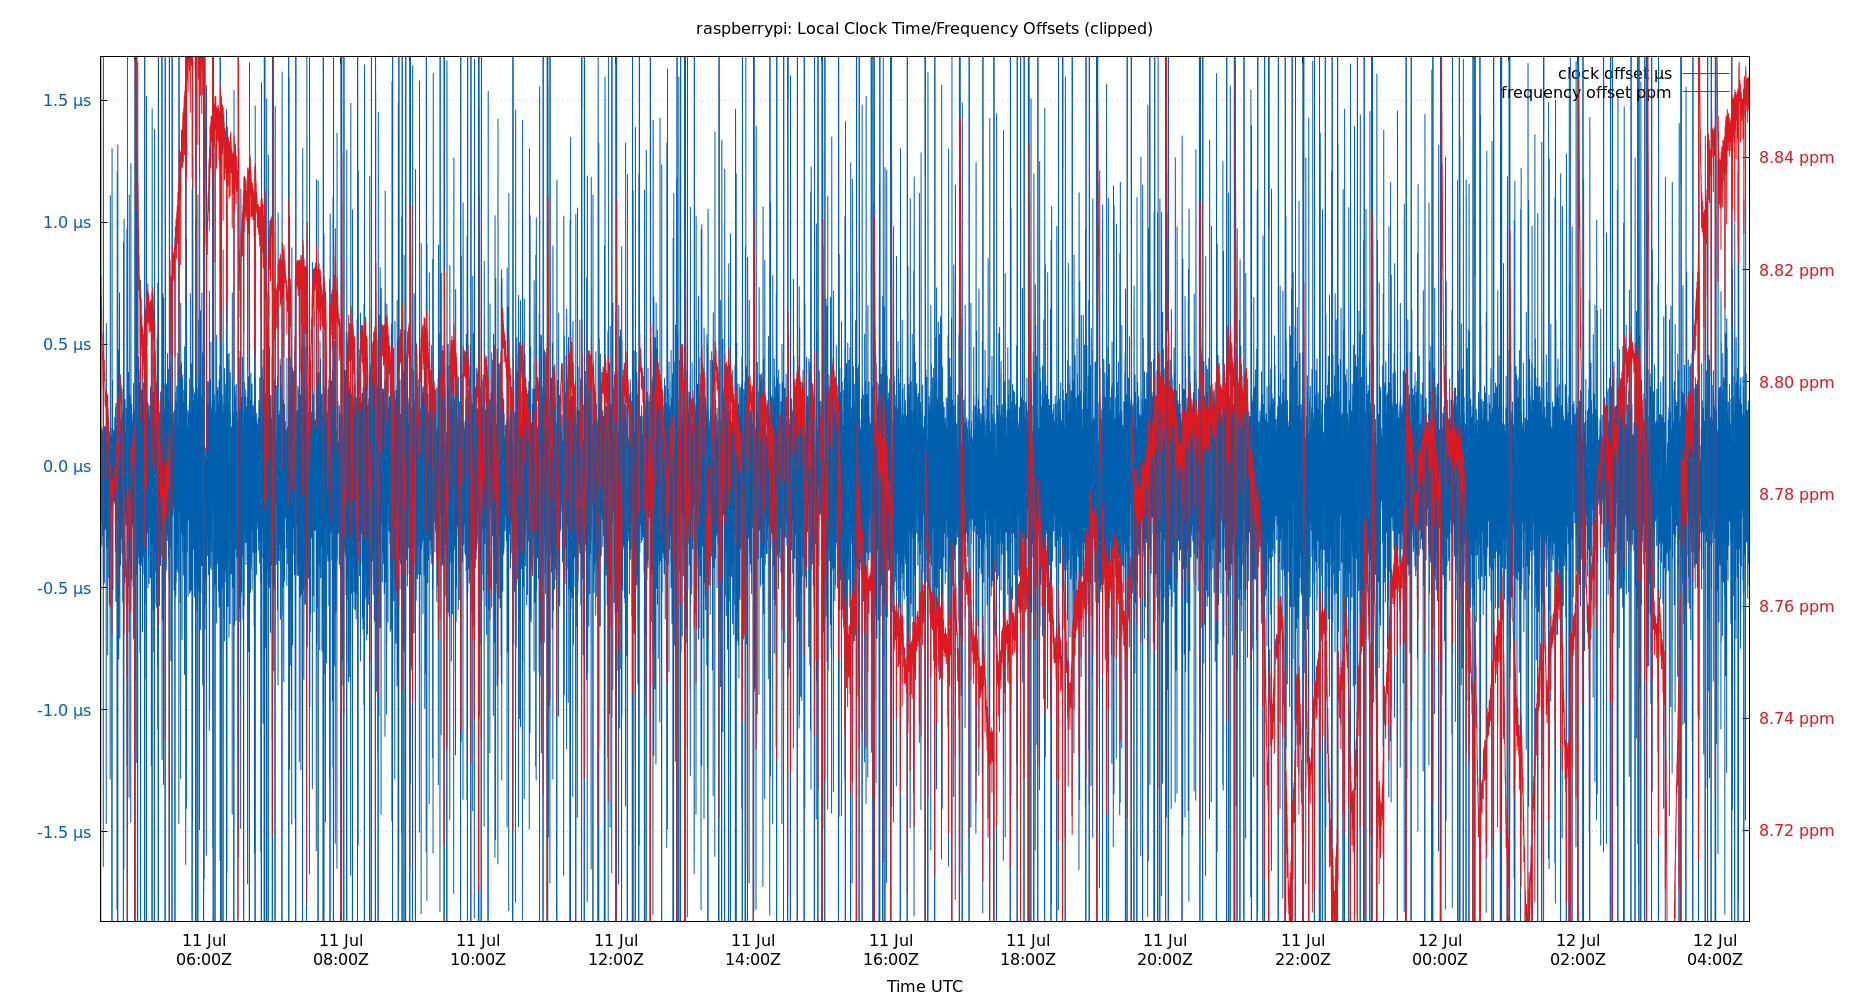 raspberrypi: Local Clock Time/Frequency Offsets (clipped)
clock offset µs
frequency offset ppm
1.5 µs
1.0 µs
0.5 µs
0.0 µs
-0.5 µs
-1.0 µs
-1.5 µs
8.84 ppm
8.82 ppm
8.80 ppm
8.78 ppm
8.76 ppm
8.74 ppm
8.72 ppm
11 Jul 11 Jul 11 Jul 11 Jul 11 Jul 11 Jul 11 Jul 11 Jul 11 Jul 12 Jul 12 Jul 12 Jul
06:00Z 08:00Z 10:00Z 12:00Z 14:00Z 16:00Z 18:00Z 20:00Z 22:00Z 00:00Z 02:00Z 04:00Z
Time UTC